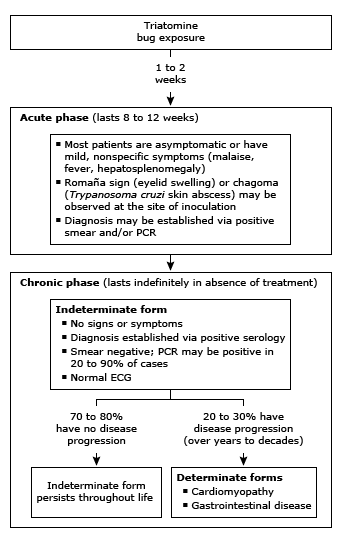 Triatomine
bug exposure
1 to 2
weeks
Acute phase (lasts 8 to 12 weeks)
▪ Most patients are asymptomatic or have
mild, nonspecific symptoms (malaise,
fever, hepatosplenomegaly)
▪ Romaña sign (eyelid swelling) or chagoma
(Trypanosoma cruzi skin abscess) may be
observed at the site of inoculation
▪ Diagnosis may be established via positive
smear and/or PCR
Chronic phase (lasts indefinitely in absence of treatment)
Indeterminate form
▪ No signs or symptoms
▪ Diagnosis established via positive serology
▪ Smear negative; PCR may be positive in
20 to 90% of cases
▪ Normal ECG
70 to 80%
have no disease
progression
20 to 30% have
disease progression
(over years to decades)
Indeterminate form
persists throughout life
Determinate forms
▪ Cardiomyopathy
▪ Gastrointestinal disease